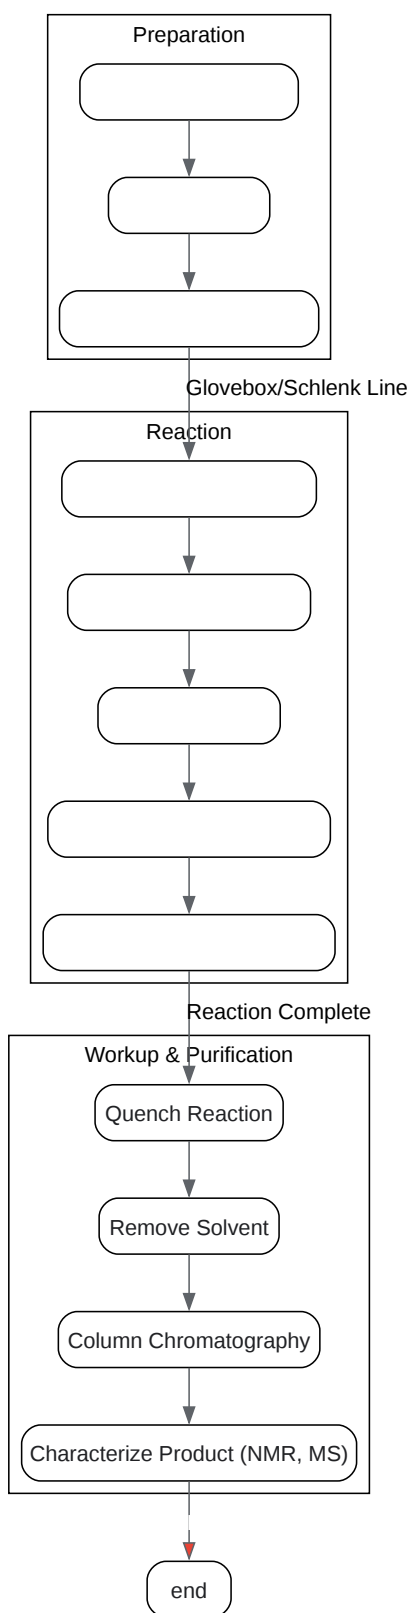 Preparation
Glovebox/Schlenk Line
Reaction
Reaction Complete
Workup & Purification
Quench Reaction
Remove Solvent
Column Chromatography
Characterize Product (NMR, MS)
end